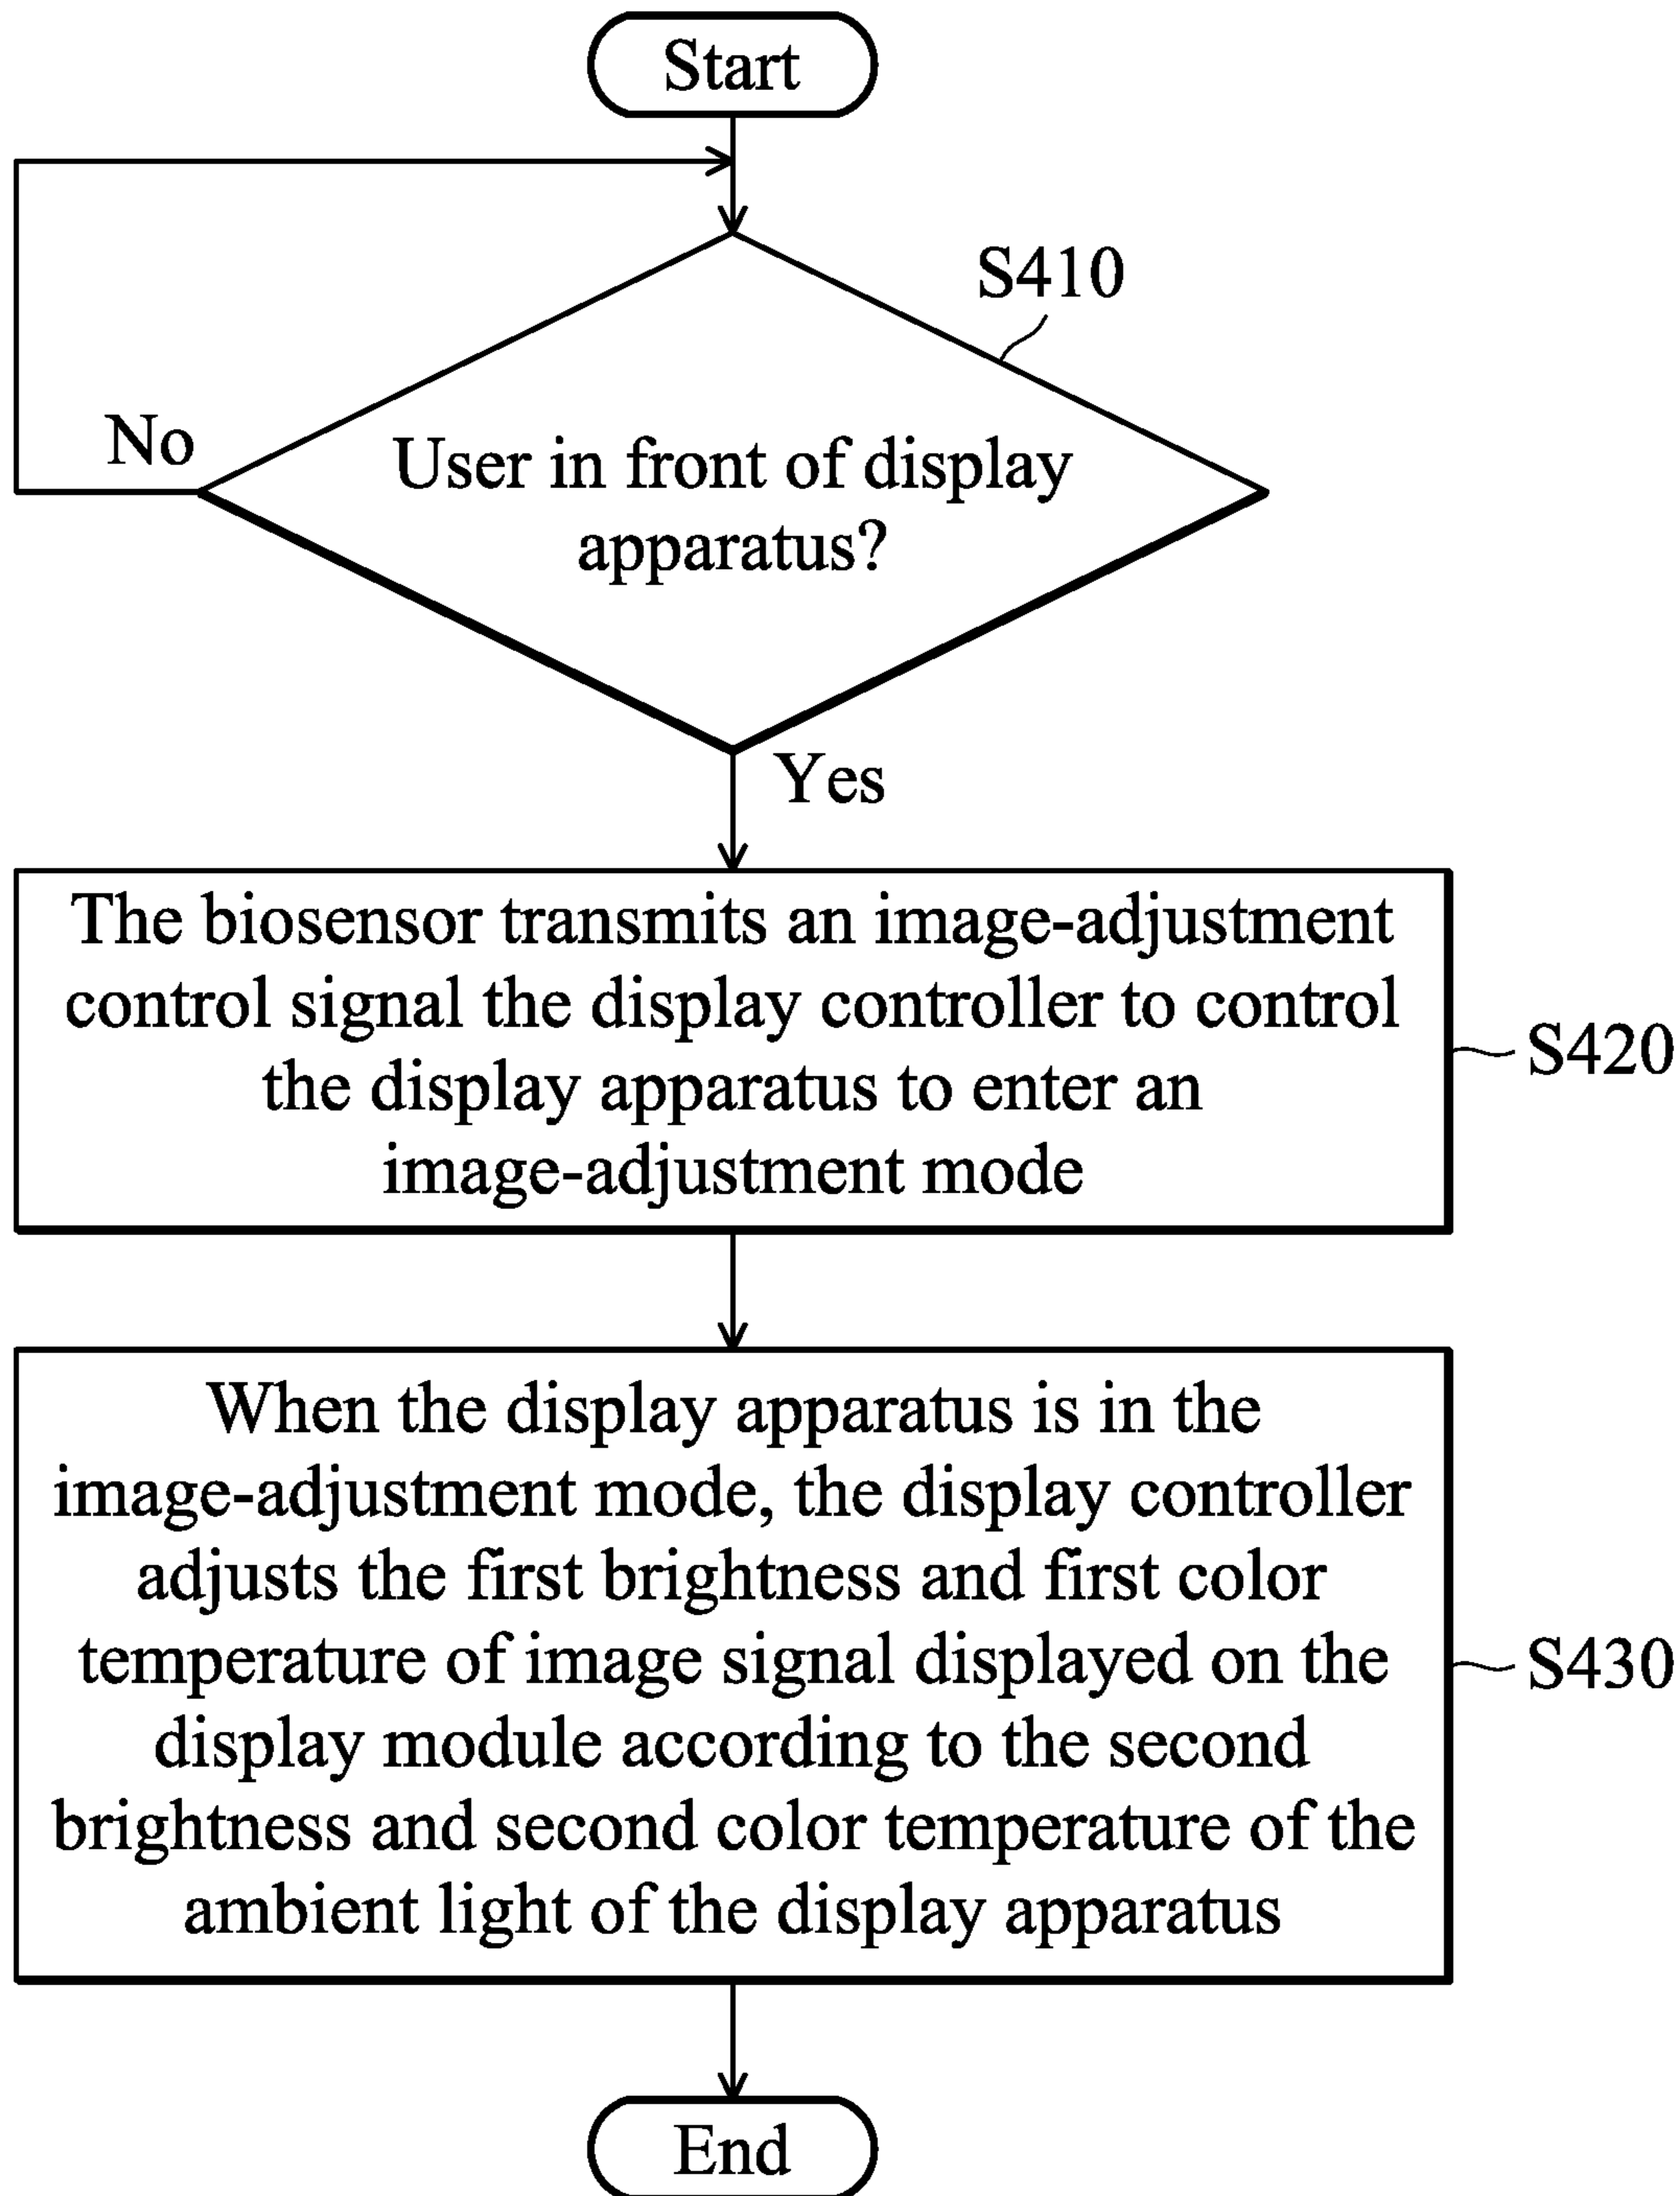 Start
S410
No
User in front of display
apparatus?
Yes
The biosensor transmits an image-adjustment
control signal the display controller to control
the display apparatus to enter an
image-adjustment mode
S420
When the display apparatus is in the
image-adjustment mode, the display controller
adjusts the first brightness and first color
temperature of image signal displayed on the
display module according to the second
brightness and second color temperature of the
ambient light of the display apparatus
S430
End